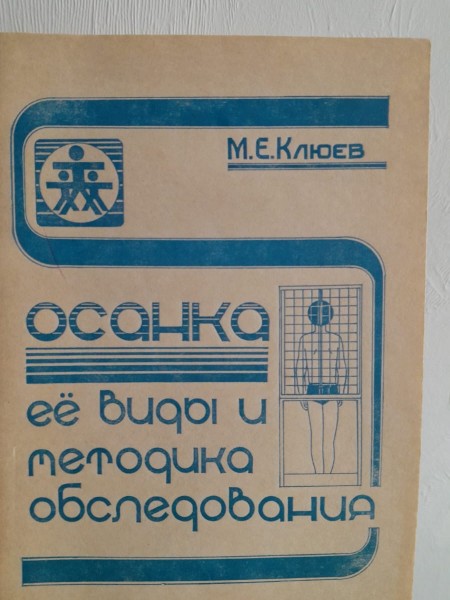 М.Е.Клюев
осанка
её виды и
методика
обследования